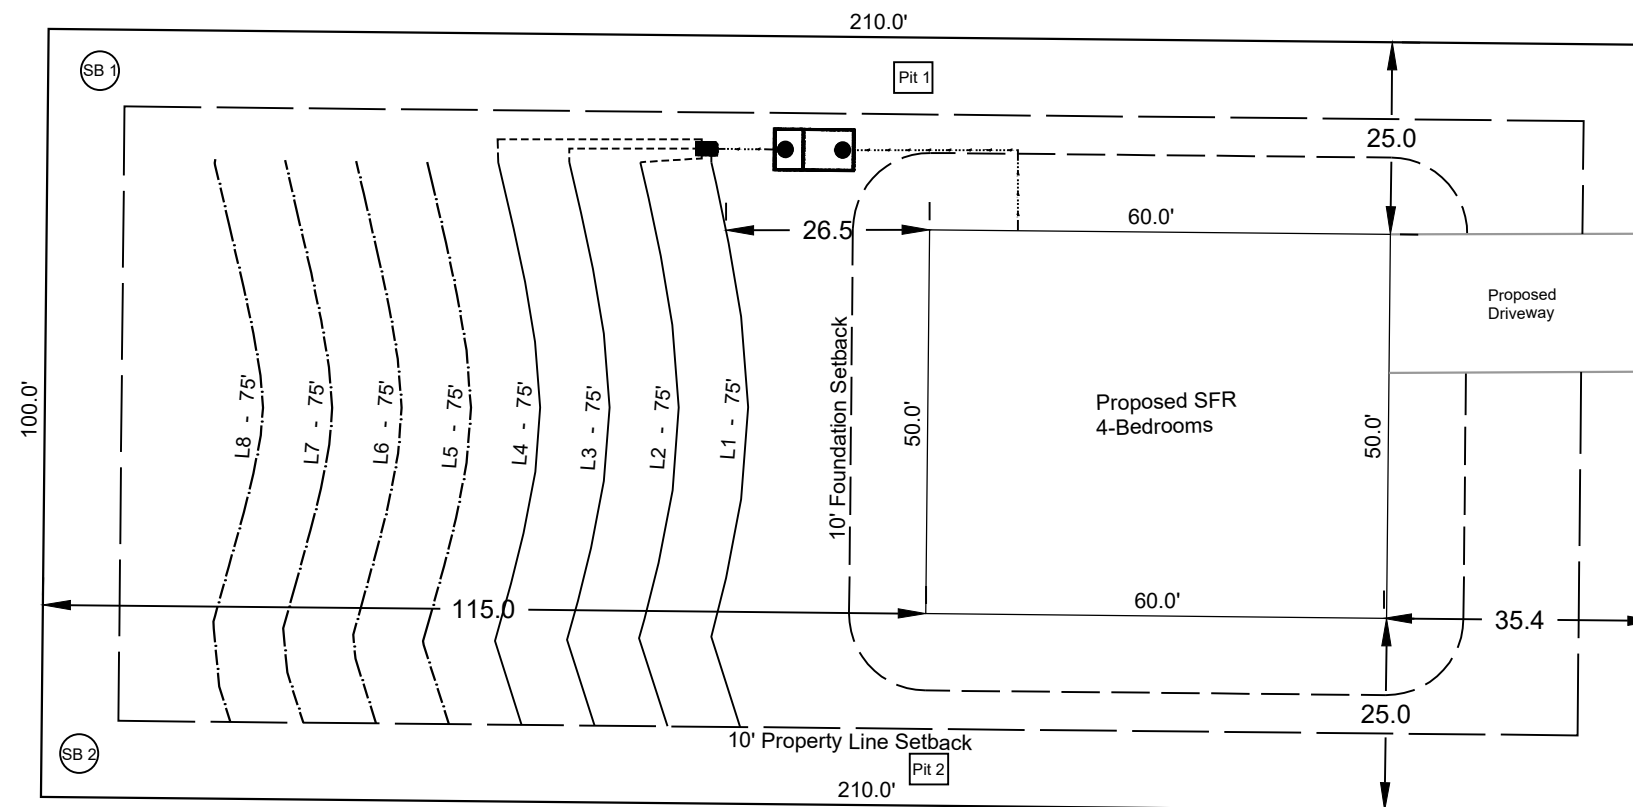 210.0'
SB 1
Pit 1
25.0
26.5
60.0'
Proposed
Driveway
10' Foundation Setback
100.0'
L8 - 75'
L7 - 75'
L6 - 75'
L5 - 75'
L4 - 75'
L3 - 75'
L2 - 75'
L1 - 75'
50.0'
Proposed SFR
4-Bedrooms
50.0'
115.0
60.0'
35.4
25.0
10' Property Line Setback
SB 2
Pit 2
210.0'